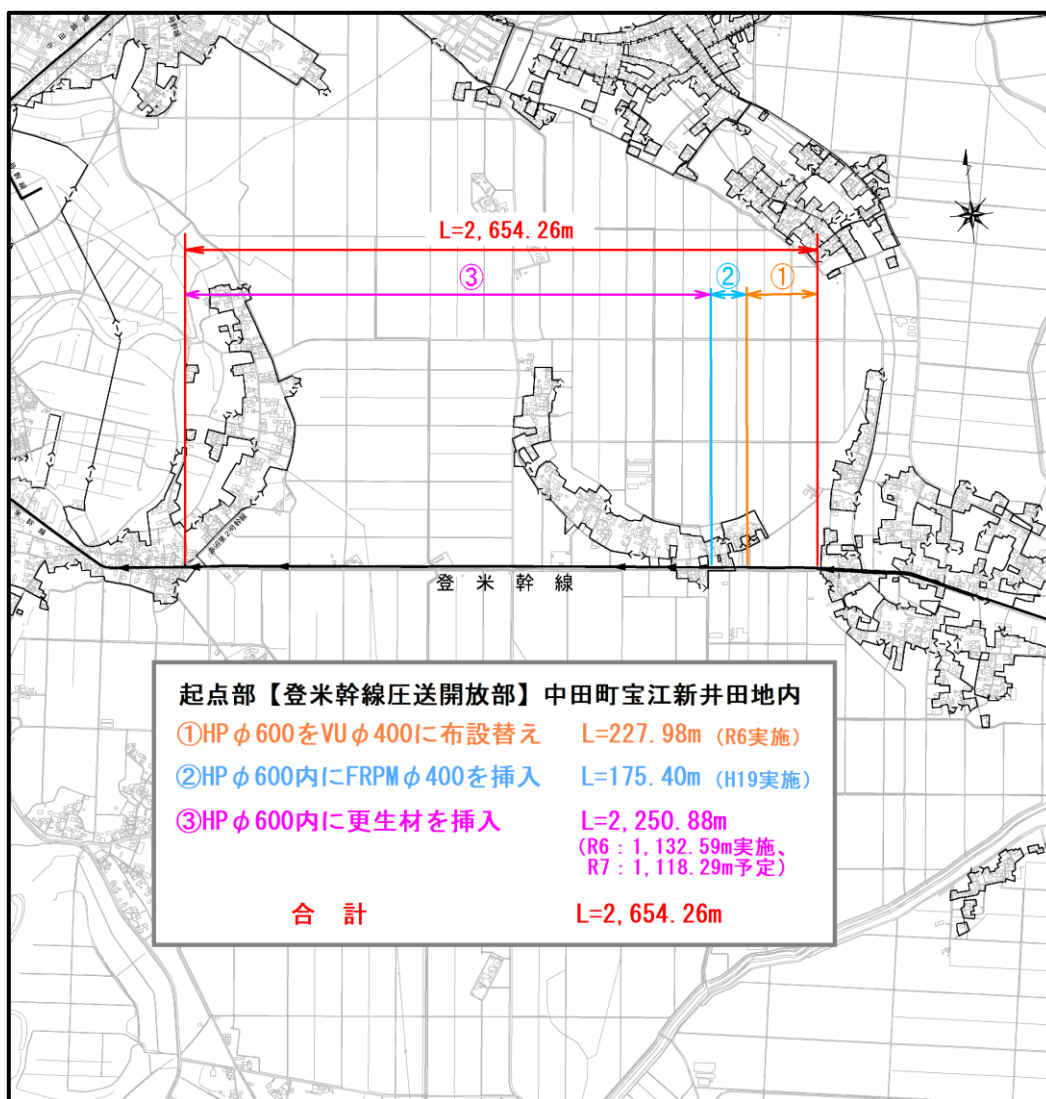 L=2,654.26m
③
②
①
登米幹線
起点部【登米幹線圧送開放部】中田町宝江新井田地内
①HPφ600をVUφ400に布設替え L=227.98m (R6実施)
②HPφ600内にFRPMφ400を挿入 L=175.40m (H19実施)
③HPφ600内に更生材を挿入 L=2,250.88m
(R6:1,132.59m実施、
R7:1,118.29m予定)
合 計 L=2,654.26m